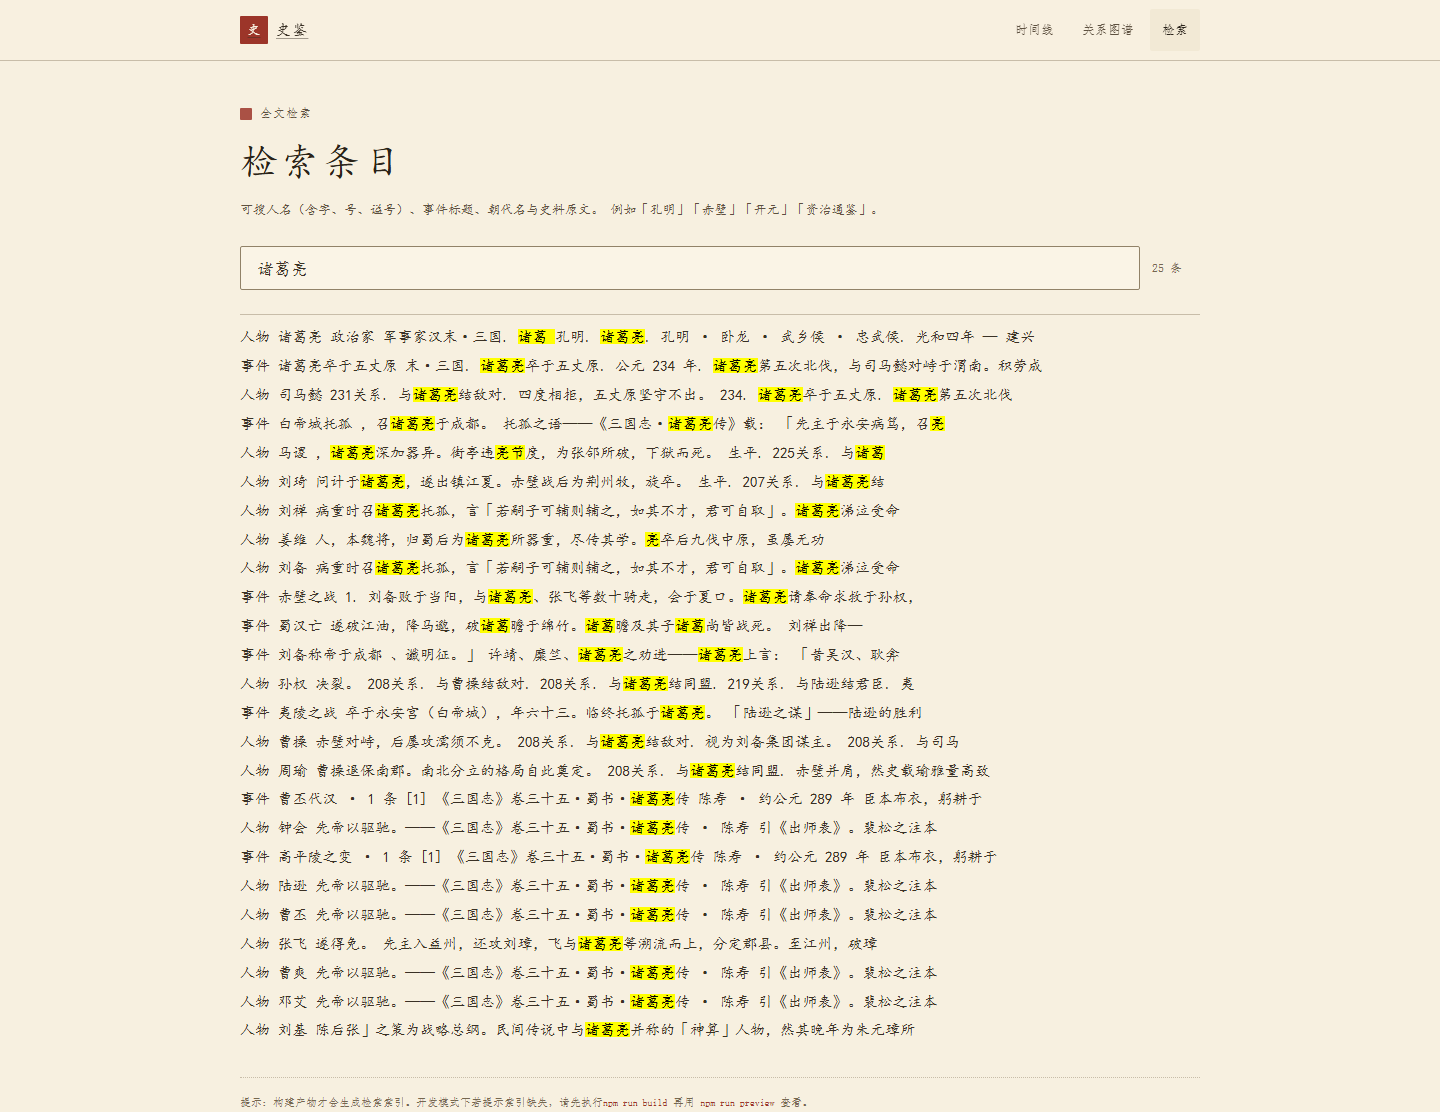 史 史鉴 时间线 关系图谱 检索
全文检索
检索条目
可搜人名（含字、号、谥号）、事件标题、朝代名与史料原文。 例如「孔明」「赤壁」「开元」「资治通鉴」。
诸葛亮 25 条
人物 诸葛亮 政治家 军事家汉末·三国. 诸葛 孔明. 诸葛亮. 孔明 · 卧龙 · 武乡侯 · 忠武侯. 光和四年 — 建兴
事件 诸葛亮卒于五丈原 末·三国. 诸葛亮卒于五丈原. 公元 234 年. 诸葛亮第五次北伐，与司马懿对峙于渭南。积劳成
人物 司马懿 231关系. 与诸葛亮结敌对. 四度相拒，五丈原坚守不出。 234. 诸葛亮卒于五丈原. 诸葛亮第五次北伐
事件 白帝城托孤 ，召诸葛亮于成都。 托孤之语——《三国志·诸葛亮传》载： 「先主于永安病笃，召亮
人物 马谡 ，诸葛亮深加器异。街亭违亮节度，为张郃所破，下狱而死。 生平. 225关系. 与诸葛
人物 刘琦 问计于诸葛亮，遂出镇江夏。赤壁战后为荆州牧，旋卒。 生平. 207关系. 与诸葛亮结
人物 刘禅 病重时召诸葛亮托孤，言「若嗣子可辅则辅之，如其不才，君可自取」。诸葛亮涕泣受命
人物 姜维 人，本魏将，归蜀后为诸葛亮所器重，尽传其学。亮卒后九伐中原，虽屡无功
人物 刘备 病重时召诸葛亮托孤，言「若嗣子可辅则辅之，如其不才，君可自取」。诸葛亮涕泣受命
事件 赤壁之战 1. 刘备败于当阳，与诸葛亮、张飞等数十骑走，会于夏口。诸葛亮请奉命求救于孙权，
事件 蜀汉亡 遂破江油，降马邈，破诸葛瞻于绵竹。诸葛瞻及其子诸葛尚皆战死。 刘禅出降—
事件 刘备称帝于成都 、谶明征。」 许靖、糜竺、诸葛亮之劝进——诸葛亮上言： 「昔吴汉、耿弇
人物 孙权 决裂。 208关系. 与曹操结敌对. 208关系. 与诸葛亮结同盟. 219关系. 与陆逊结君臣. 夷
事件 夷陵之战 卒于永安宫（白帝城），年六十三。临终托孤于诸葛亮。 「陆逊之谋」——陆逊的胜利
人物 曹操 赤壁对峙，后屡攻濡须不克。 208关系. 与诸葛亮结敌对. 视为刘备集团谋主。 208关系. 与司马
人物 周瑜 曹操退保南郡。南北分立的格局自此奠定。 208关系. 与诸葛亮结同盟. 赤壁并肩，然史载瑜雅量高致
事件 曹丕代汉 · 1 条 [1] 《三国志》卷三十五·蜀书·诸葛亮传 陈寿 · 约公元 289 年 臣本布衣，躬耕于
人物 钟会 先帝以驱驰。——《三国志》卷三十五·蜀书·诸葛亮传 · 陈寿 引《出师表》。裴松之注本
事件 高平陵之变 · 1 条 [1] 《三国志》卷三十五·蜀书·诸葛亮传 陈寿 · 约公元 289 年 臣本布衣，躬耕于
人物 陆逊 先帝以驱驰。——《三国志》卷三十五·蜀书·诸葛亮传 · 陈寿 引《出师表》。裴松之注本
人物 曹丕 先帝以驱驰。——《三国志》卷三十五·蜀书·诸葛亮传 · 陈寿 引《出师表》。裴松之注本
人物 张飞 遂得免。 先主入益州，还攻刘璋，飞与诸葛亮等溯流而上，分定郡县。至江州，破璋
人物 曹爽 先帝以驱驰。——《三国志》卷三十五·蜀书·诸葛亮传 · 陈寿 引《出师表》。裴松之注本
人物 邓艾 先帝以驱驰。——《三国志》卷三十五·蜀书·诸葛亮传 · 陈寿 引《出师表》。裴松之注本
人物 刘基 陈后张」之策为战略总纲。民间传说中与诸葛亮并称的「神算」人物，然其晚年为朱元璋所
提示：构建产物才会生成检索索引。开发模式下若提示索引缺失，请先执行npm run build 再用 npm run preview 查看。